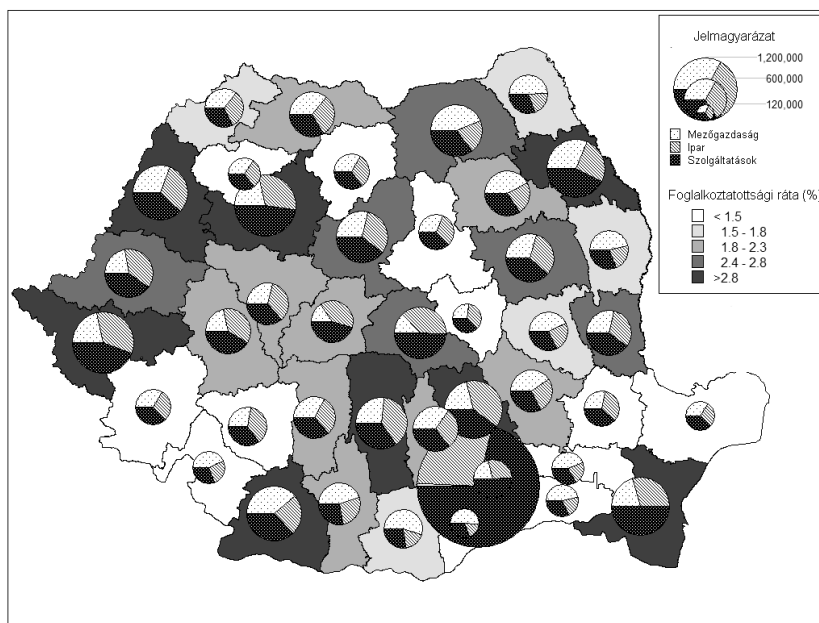 Jelmagyarázat
1,200,000
600,000
120,000
Mezőgazdaság
Ipar
Szolgáltatások
Foglalkoztatottsági ráta (%)
< 1.5
1.5 - 1.8
1.8 - 2.3
2.4 - 2.8
>2.8